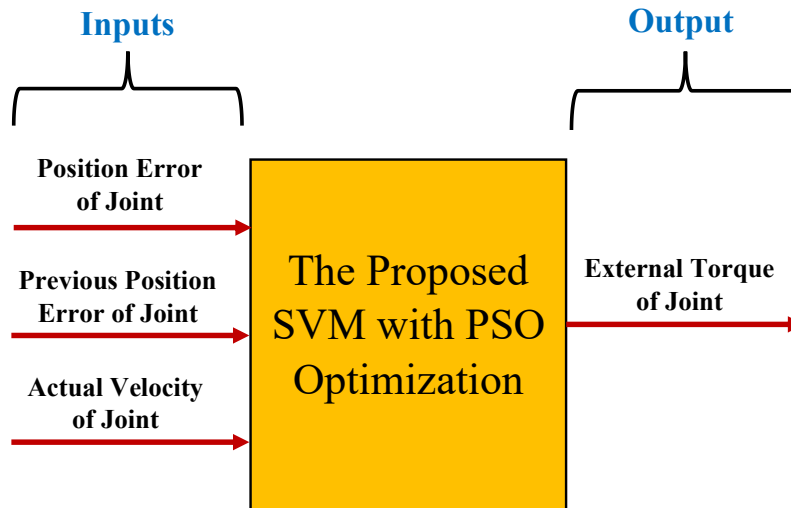 Inputs
Output
Position Error
of Joint
Previous Position
Error of Joint
Actual Velocity
of Joint
The Proposed
SVM with PSO
Optimization
External Torque
of Joint